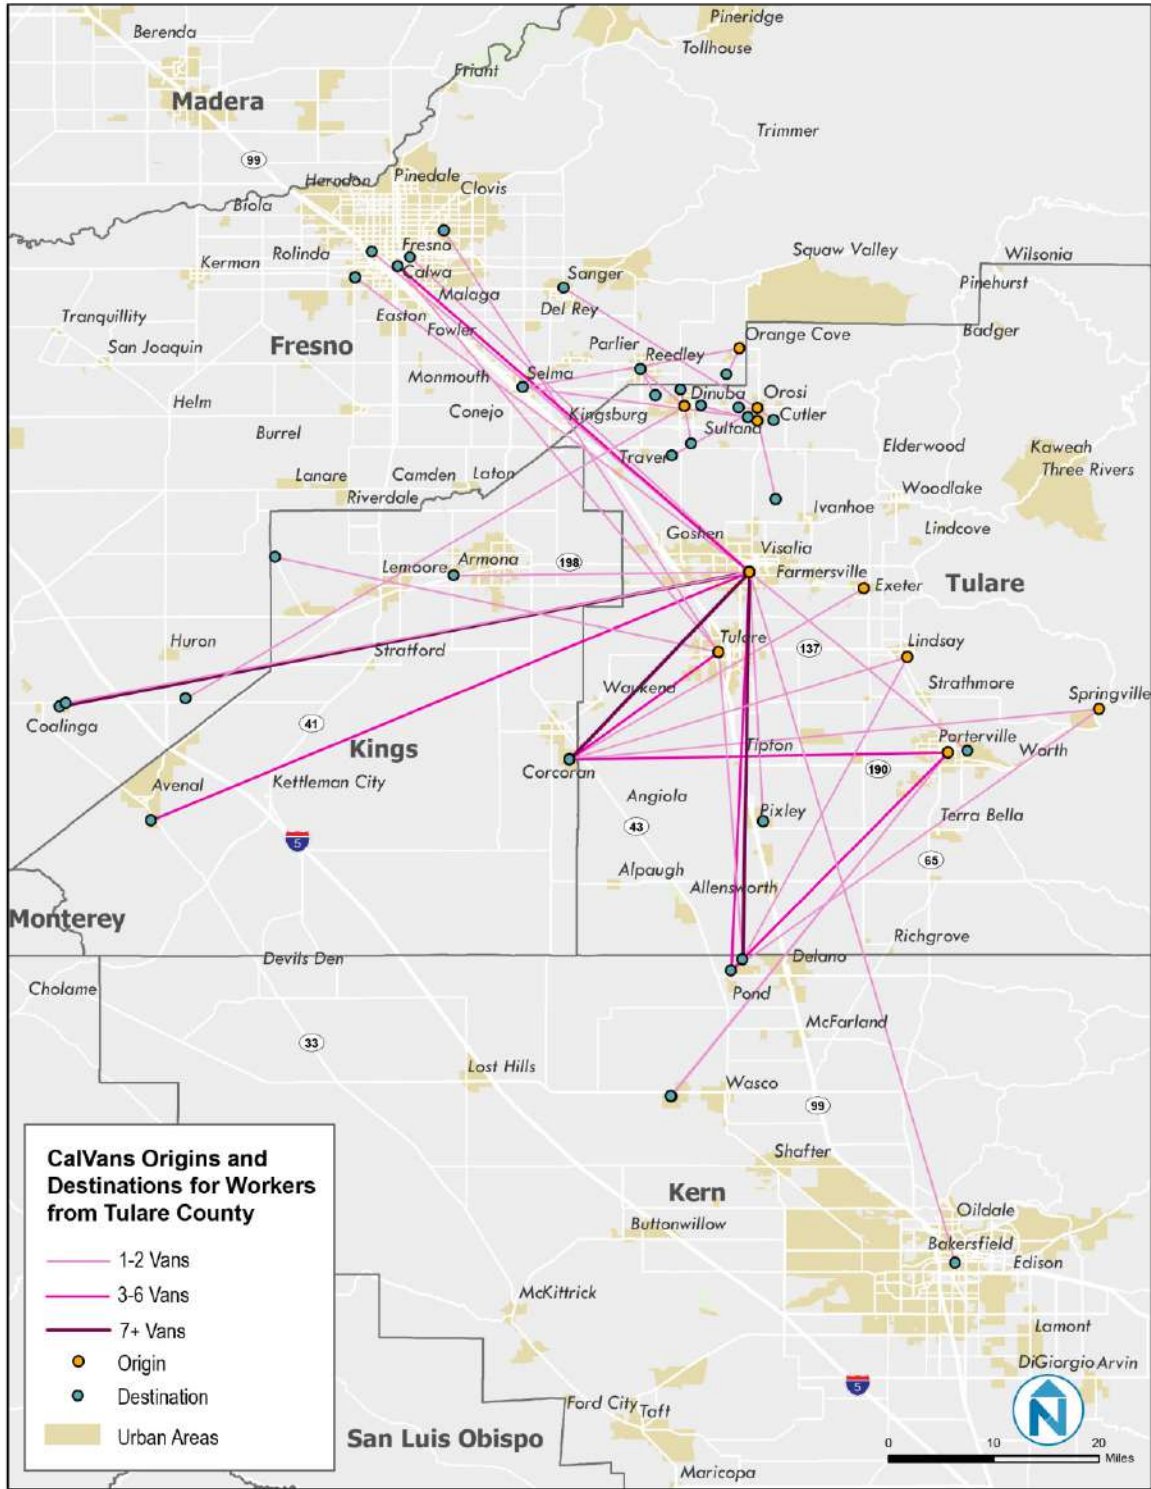 Pineridge
Berenda
Tollhouse
Friant
Madera
Trimmer
99
Herndon
Pinedale
Clovis
Biola
Rolinda
Fresno
Squaw Valley
Wilsonia
Kerman
Calwa
Sanger
Pinehurst
Malaga
Del Rey
Tranquillity
Easton
Fowler
Orange Cove
Badger
San Joaquin
Fresno
Parlier
Reedley
Monmouth
Selma
Helm
Conejo
Kingsburg
Dinuba
Orosi
Cutler
Burrel
Sultana
Elderwood
Kaweah
Traver
Three Rivers
Lanare
Camden
Laton
Woodlake
Riverdale
Ivanhoe
Lindcove
Goshen
Visalia
198
Lemoore
Armona
Farmersville
Exeter
Tulare
Huron
Stratford
Tulare
137
Lindsay
Waukena
Strathmore
Springville
Coalinga
41
Kings
Tipton
Porterville
Worth
Corcoran
190
Avenal
Kettleman City
Angiola
Pixley
Terra Bella
5
43
65
Alpaugh
Allensworth
Monterey
Richgrove
Devils Den
Delano
Cholame
Pond
McFarland
33
Lost Hills
Wasco
99
Shafter
Kern
Oildale
Buttonwillow
Bakersfield
Edison
McKittrick
Lamont
DiGiorgio
Arvin
5
Ford City
Taft
San Luis Obispo
Maricopa
CalVans Origins and
Destinations for Workers
from Tulare County
1-2 Vans
3-6 Vans
7+ Vans
Origin
Destination
Urban Areas
N
0 10 20
Miles